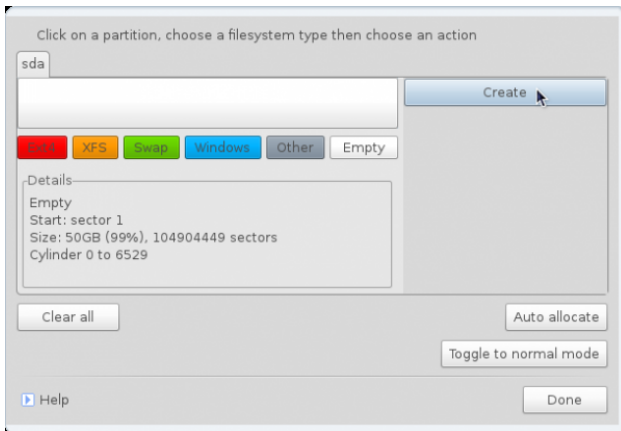 Click on a partition, choose a filesystem type then choose an action
sda
Create
XFS Swap Windows Other Empty
Details
Empty
Start: sector 1
Size: 50GB (99%), 104904449 sectors
Cylinder 0 to 6529
Clear all
Auto allocate
Toggle to normal mode
Help
Done